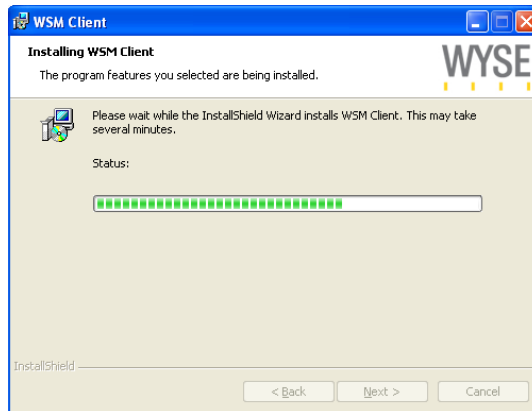 WSM Client
Installing WSM Client
The program features you selected are being installed.
WYSE
Please wait while the InstallShield Wizard installs WSM Client. This may take
several minutes.
Status:
InstallShield
< Back
Next >
Cancel